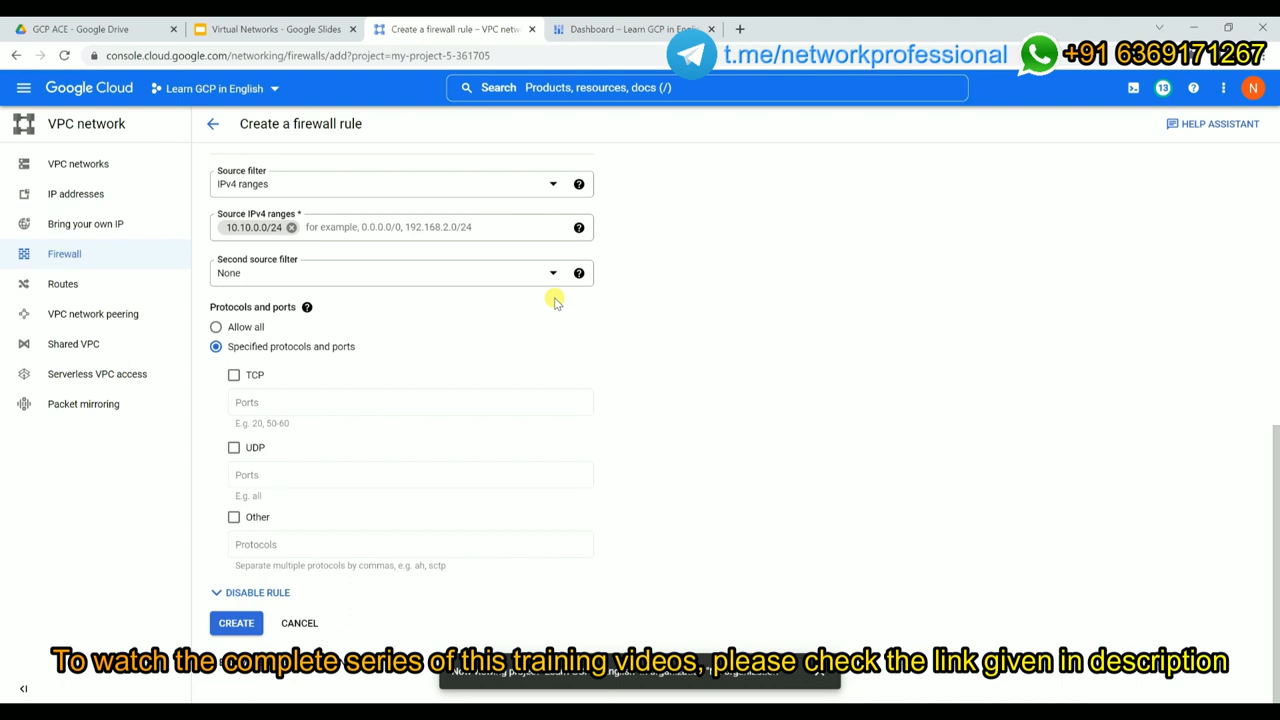 GCP ACE - Google Drive
Virtual Networks - Google Slides
Create a firewall rule – VPC netw
Dashboard – Learn GCP in En
console.cloud.google.com/networking/firewalls/add?project=my-project-5-361705
t.me/networkprofessional
+91 6369171267
Google Cloud
Learn GCP in English
Search Products, resources, docs (/)
13
N
VPC network
Create a firewall rule
HELP ASSISTANT
VPC networks
IP addresses
Bring your own IP
Firewall
Routes
VPC network peering
Shared VPC
Serverless VPC access
Packet mirroring
Source filter
IPv4 ranges
Source IPv4 ranges *
10.10.0.0/24 for example, 0.0.0.0/0, 192.168.2.0/24
Second source filter
None
Protocols and ports
Allow all
Specified protocols and ports
TCP
Ports
E.g. 20, 50-60
UDP
Ports
E.g. all
Other
Protocols
Separate multiple protocols by commas, e.g. ah, sctp
DISABLE RULE
CREATE
CANCEL
To watch the complete series of this training videos, please check the link given in description